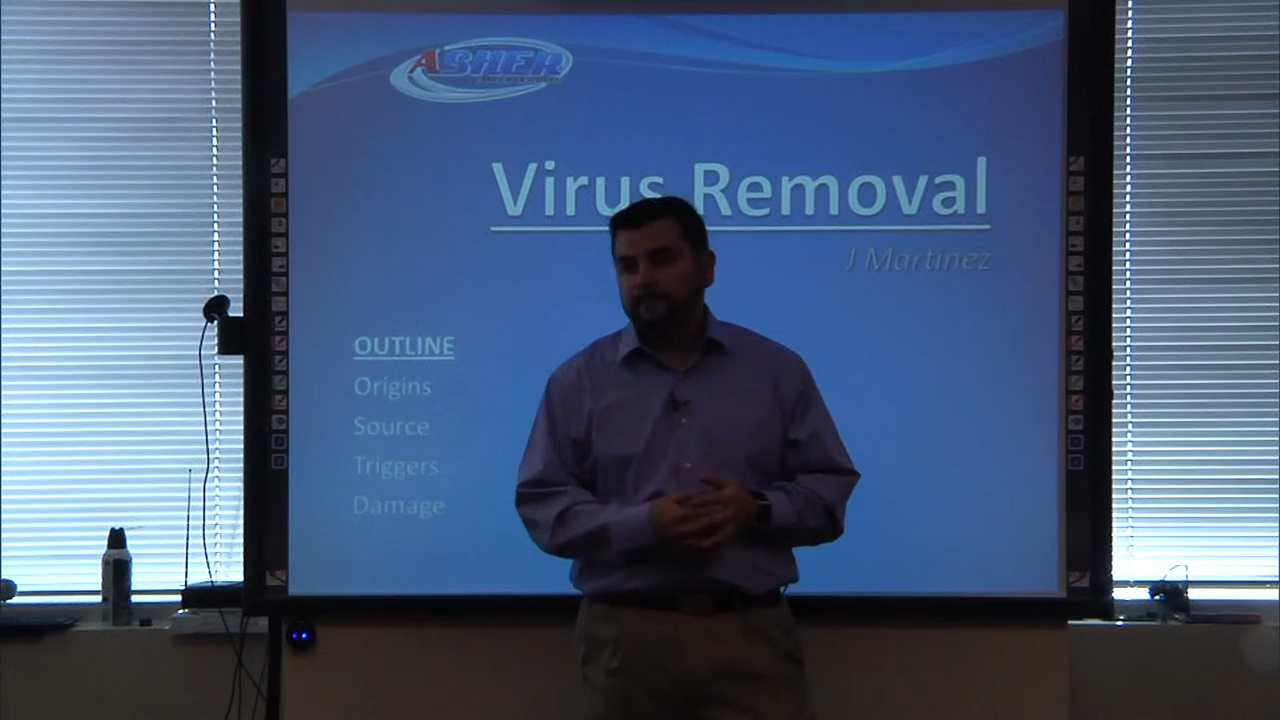 ASHER
Virus Removal
J Martinez
OUTLINE
Origins
Source
Triggers
Damage